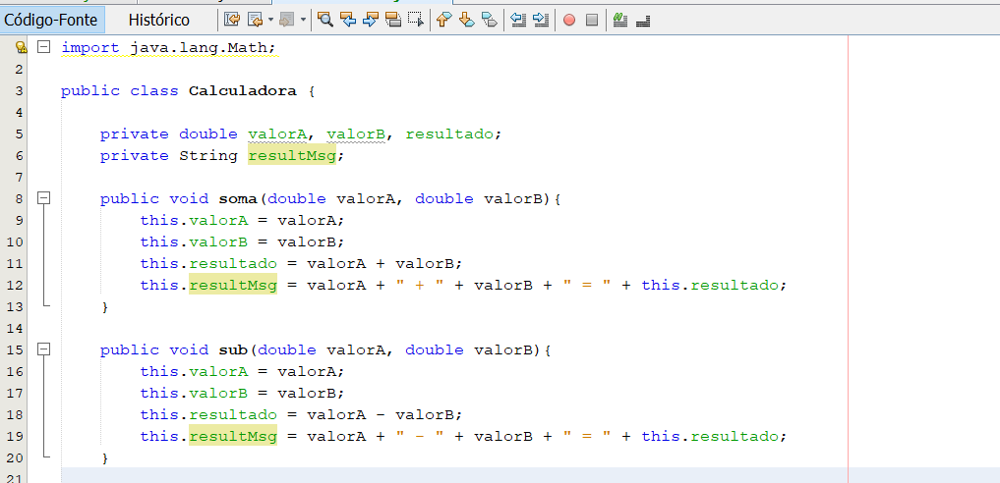 Código-Fonte Histórico
import java.lang.Math;
2
3 public class Calculadora {
4
5 private double valorA, valorB, resultado;
6 private String resultMsg;
7
8 public void soma(double valorA, double valorB){
9 this.valorA = valorA;
10 this.valorB = valorB;
11 this.resultado = valorA + valorB;
12 this.resultMsg = valorA + " + " + valorB + " = " + this.resultado;
13 }
14
15 public void sub(double valorA, double valorB){
16 this.valorA = valorA;
17 this.valorB = valorB;
18 this.resultado = valorA - valorB;
19 this.resultMsg = valorA + " - " + valorB + " = " + this.resultado;
20 }
21